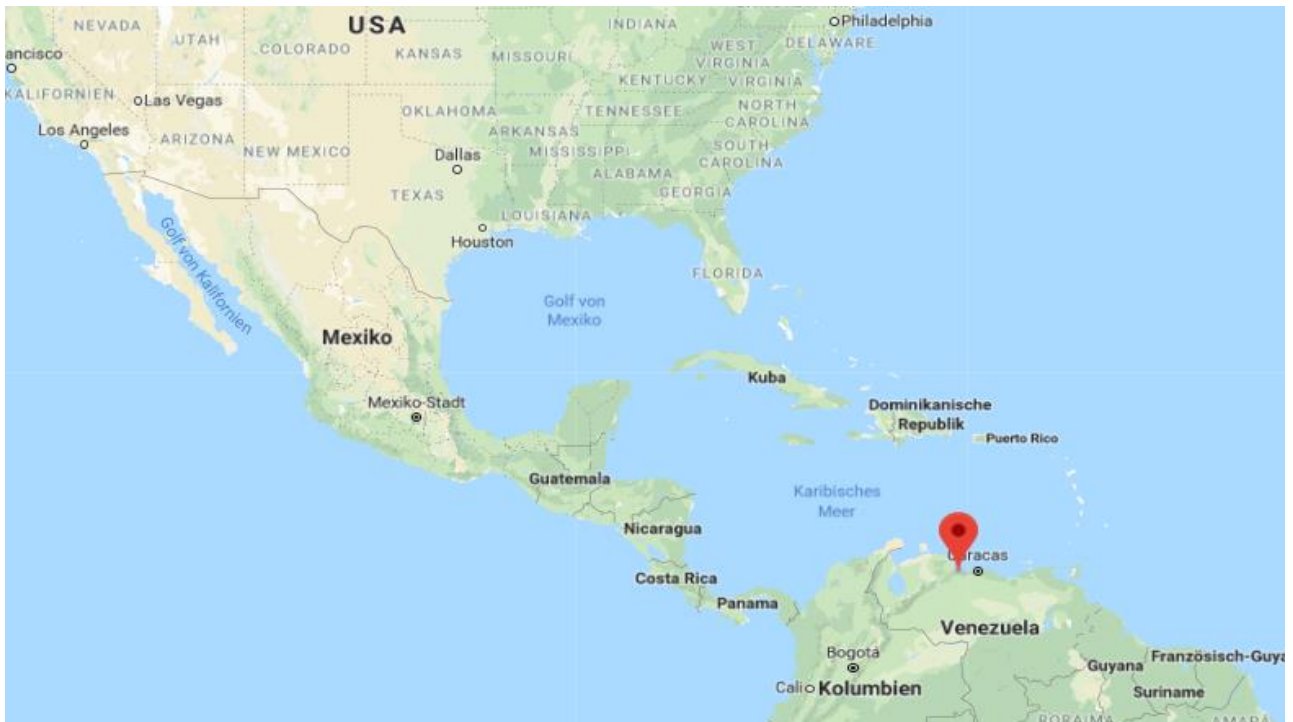 NEVADA
UTAH
COLORADO
USA
KANSAS
MISSOURI
INDIANA
Philadelphia
WEST
VIRGINIA
DELAWARE
ancisco
KENTUCKY
VIRGINIA
KALIFORNIEN
Las Vegas
OKLAHOMA
TENNESSEE
NORTH
CAROLINA
Los Angeles
ARIZONA
NEW MEXICO
ARKANSAS
MISSISSIPPI
SOUTH
CAROLINA
Dallas
ALABAMA
TEXAS
GEORGIA
LOUISIANA
Houston
Golf von Kalifornien
FLORIDA
Golf von
Mexiko
Mexiko
Kuba
Mexiko-Stadt
Dominikanische
Republik
Puerto Rico
Guatemala
Karibisches
Meer
Nicaragua
Caracas
Costa Rica
Panama
Venezuela
Bogotá
Guyana
Französisch-Guya
Cali
Kolumbien
Suriname
RORAIMA
AMAPÁ